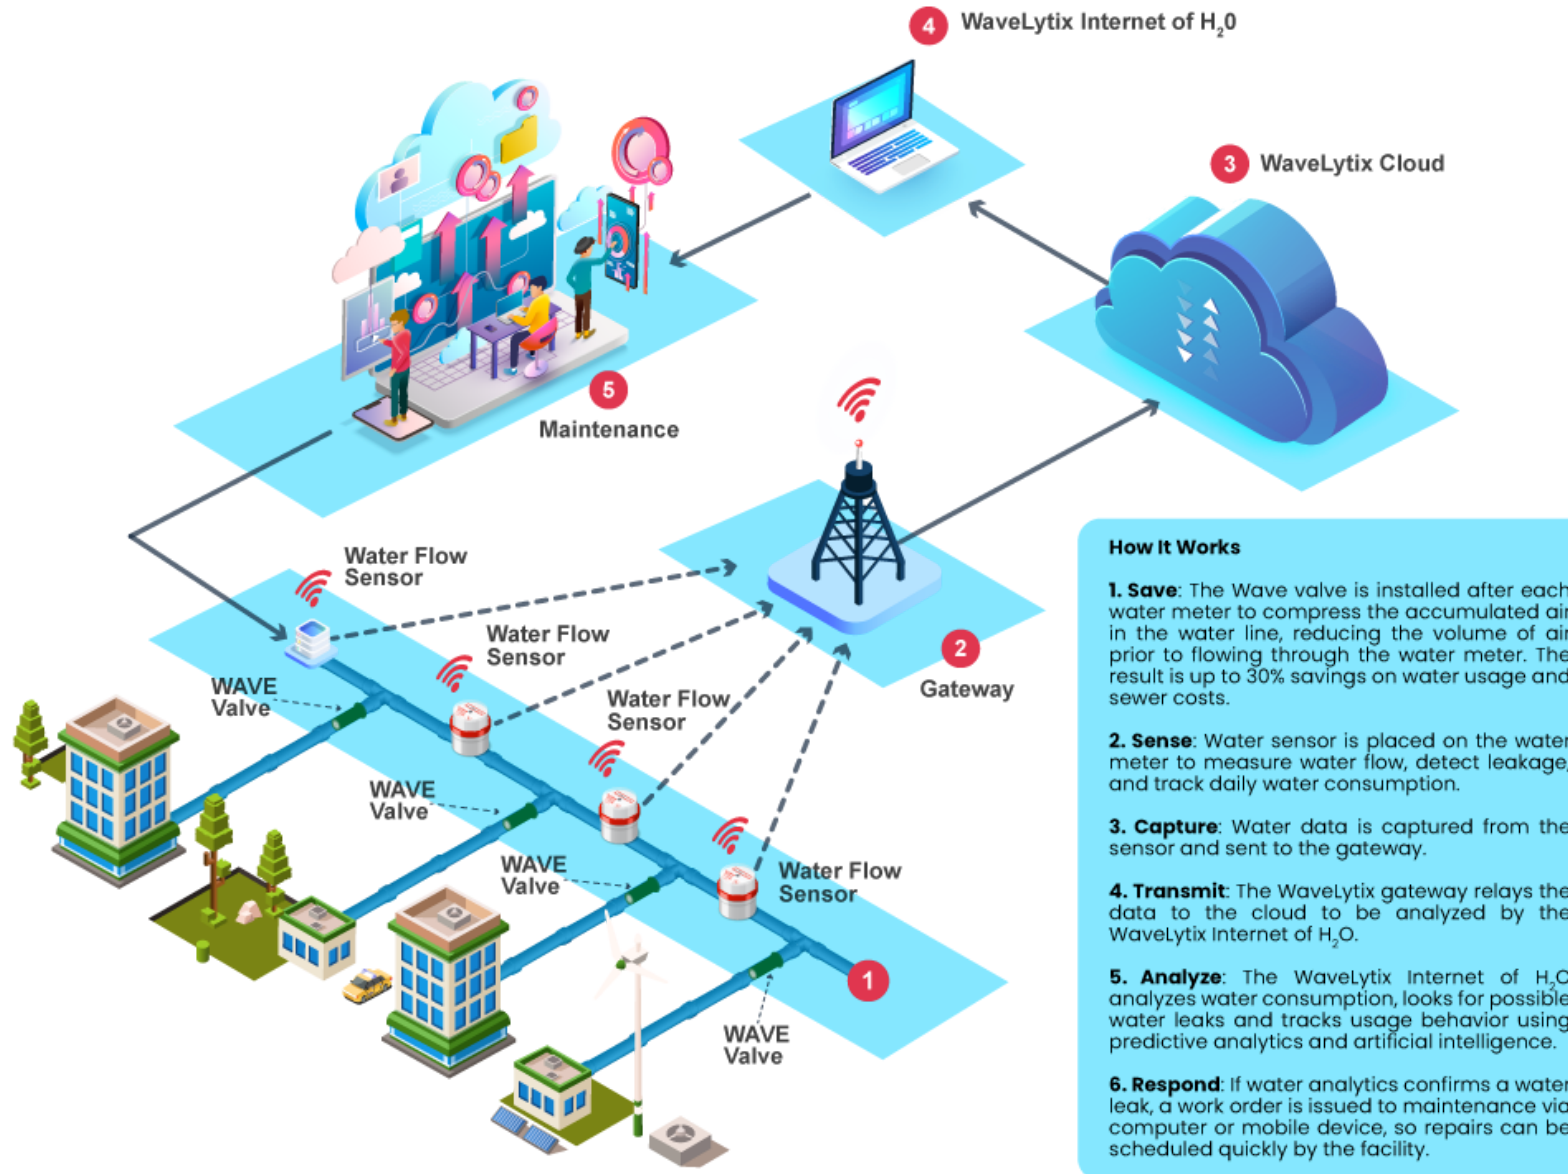 4 WaveLytix Internet of H₂0
3 WaveLytix Cloud
5
Maintenance
Water Flow
Sensor
Water Flow
Sensor
2
Gateway
WAVE
Valve
Water Flow
Sensor
WAVE
Valve
WAVE
Valve
Water Flow
Sensor
1
WAVE
Valve
How It Works
1. Save: The Wave valve is installed after each
water meter to compress the accumulated air
in the water line, reducing the volume of air
prior to flowing through the water meter. The
result is up to 30% savings on water usage and
sewer costs.
2. Sense: Water sensor is placed on the water
meter to measure water flow, detect leakage,
and track daily water consumption.
3. Capture: Water data is captured from the
sensor and sent to the gateway.
4. Transmit: The WaveLytix gateway relays the
data to the cloud to be analyzed by the
WaveLytix Internet of H₂O.
5. Analyze: The WaveLytix Internet of H₂O
analyzes water consumption, looks for possible
water leaks and tracks usage behavior using
predictive analytics and artificial intelligence.
6. Respond: If water analytics confirms a water
leak, a work order is issued to maintenance via
computer or mobile device, so repairs can be
scheduled quickly by the facility.